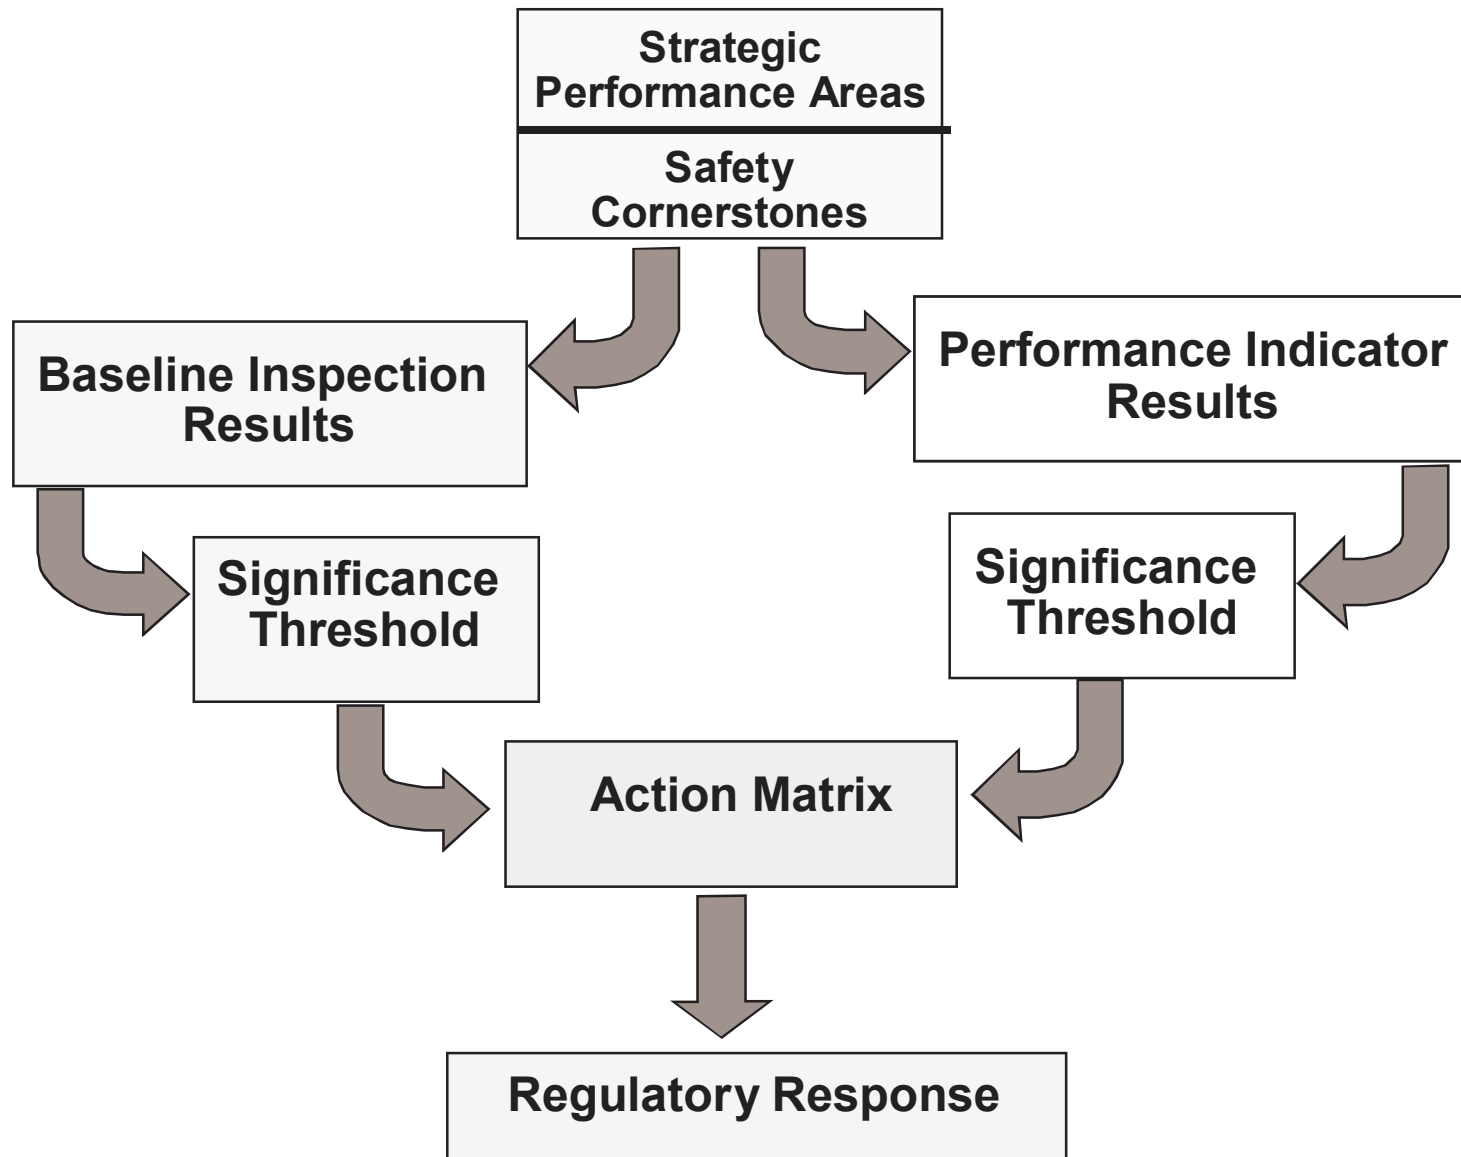 Strategic
Performance Areas
Safety
Cornerstones
Baseline Inspection
Results
Performance Indicator
Results
Significance
Threshold
Significance
Threshold
Action Matrix
Regulatory Response